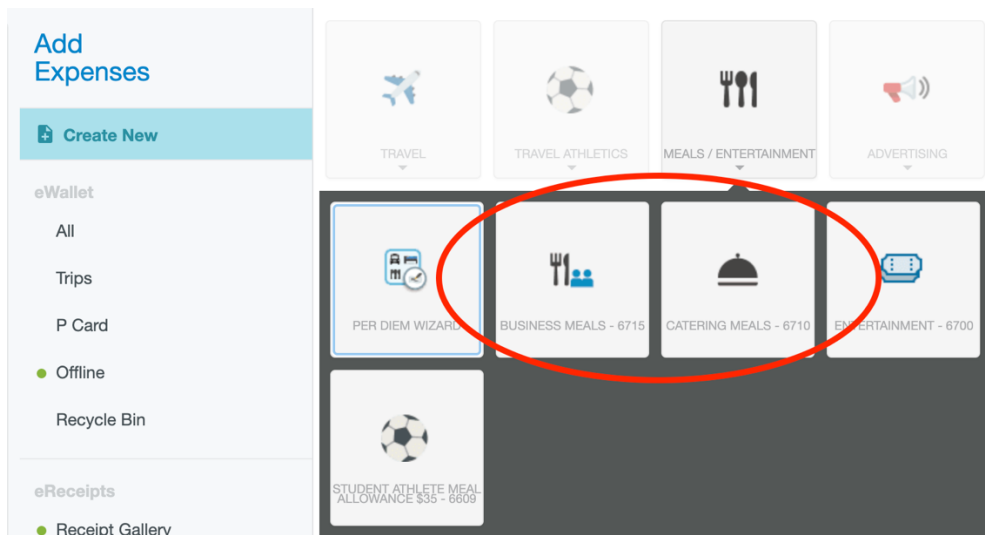 Add
Expenses
Create New
eWallet
All
Trips
P Card
Offline
Recycle Bin
eReceipts
Receipt Gallery
TRAVEL
TRAVEL ATHLETICS
MEALS / ENTERTAINMENT
ADVERTISING
PER DIEM WIZARD
BUSINESS MEALS - 6715
CATERING MEALS - 6710
ENTERTAINMENT - 6700
STUDENT ATHLETE MEAL
ALLOWANCE $35 - 6609